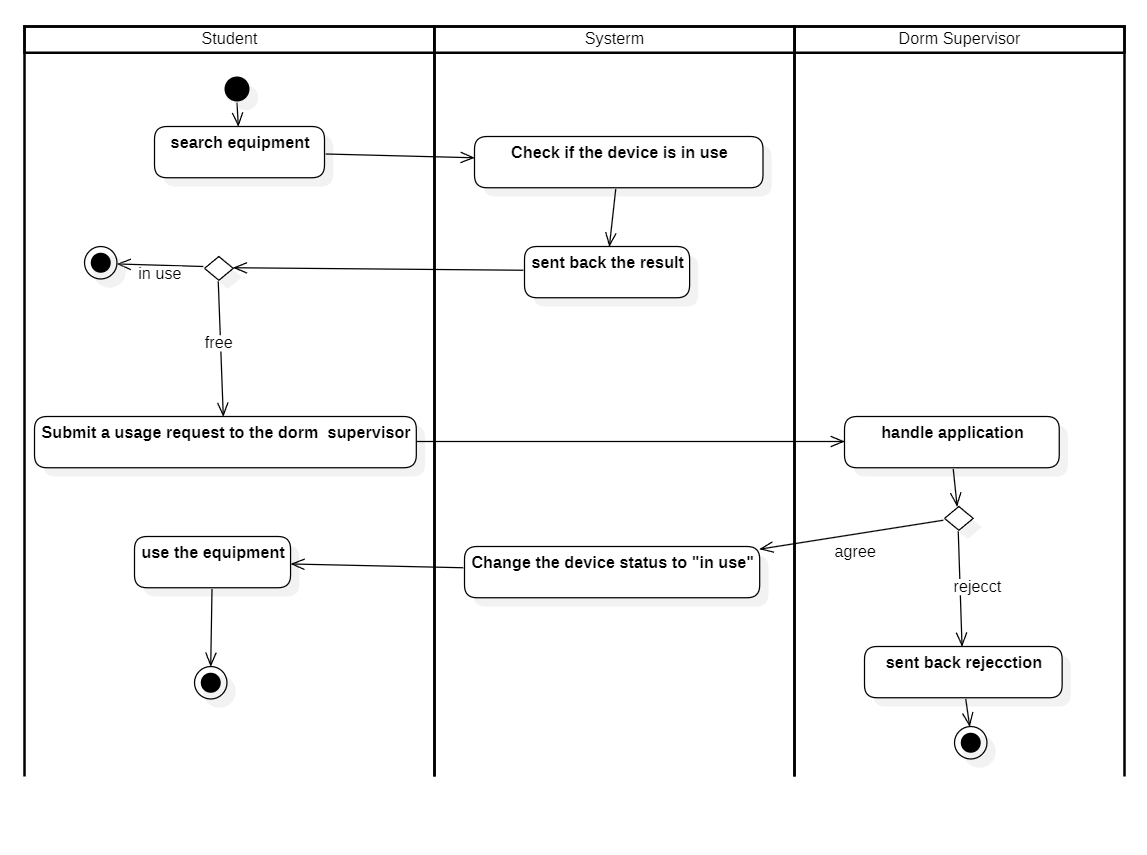 Student
Systerm
Dorm Supervisor
search equipment
Check if the device is in use
sent back the result
in use
free
Submit a usage request to the dorm  supervisor
handle application
agree
use the equipment
Change the device status to "in use"
rejecct
sent back rejecction